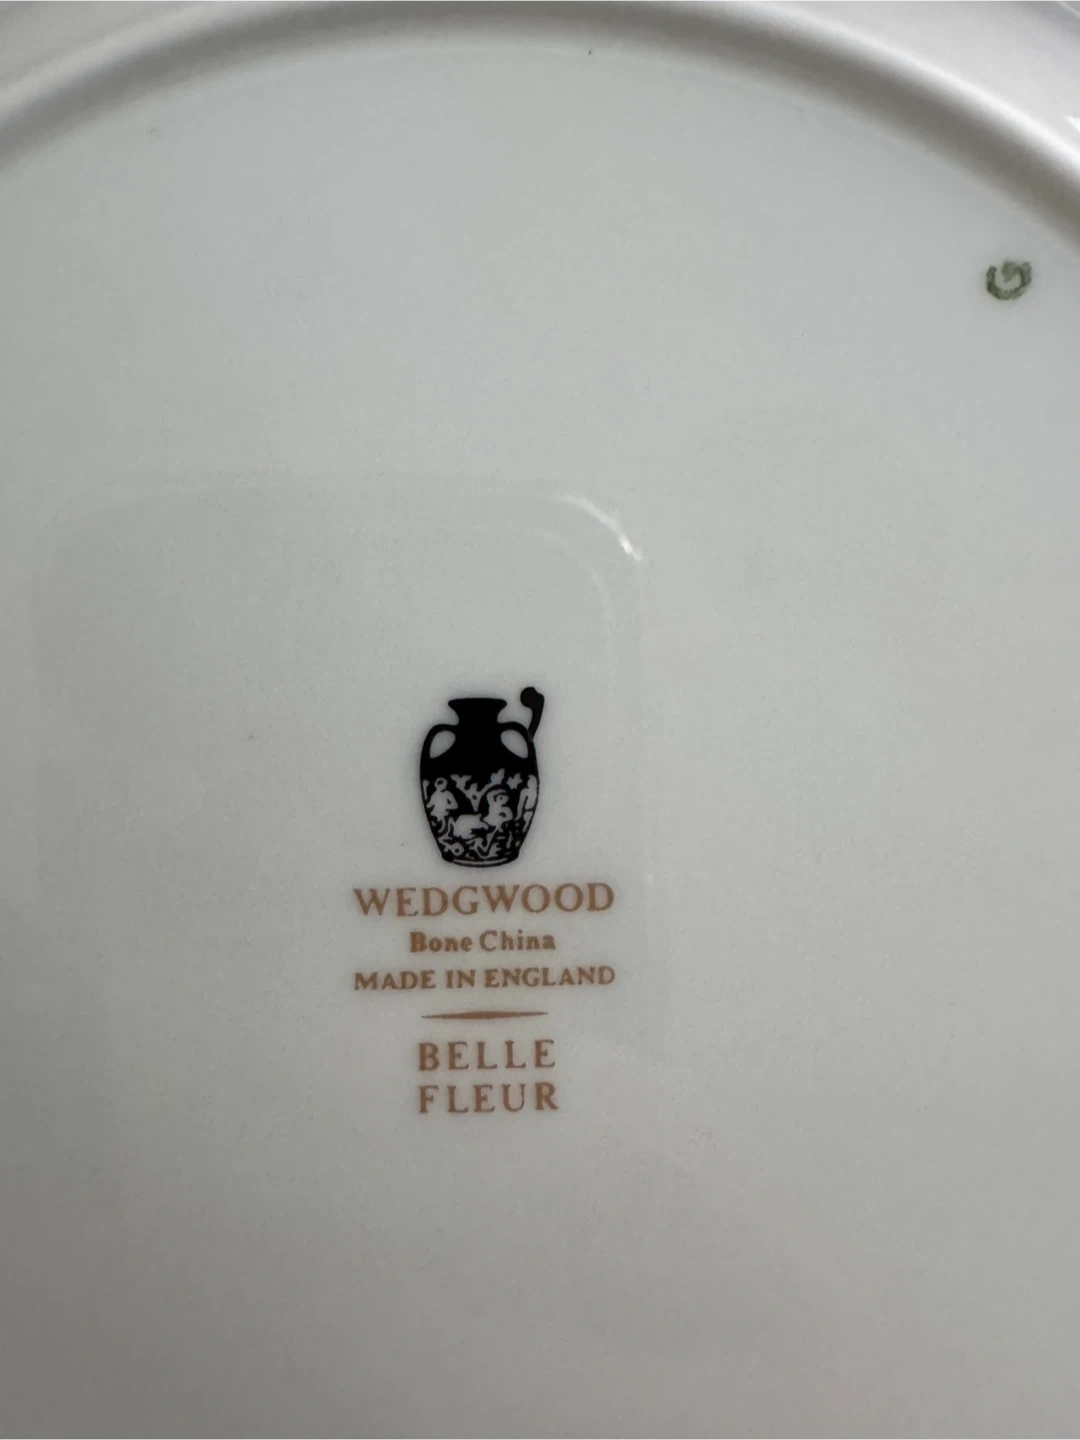 WEDGWOOD
Bone China
MADE IN ENGLAND
BELLE
FLEUR